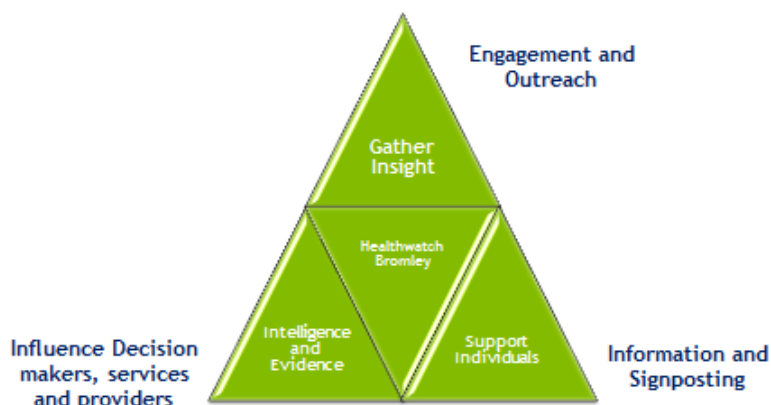 Engagement and
Outreach
Gather
Insight
Healthwatch
Bromley
Intelligence
and
Evidence
Support
Individuals
Influence Decision
makers, services
and providers
Information and
Signposting